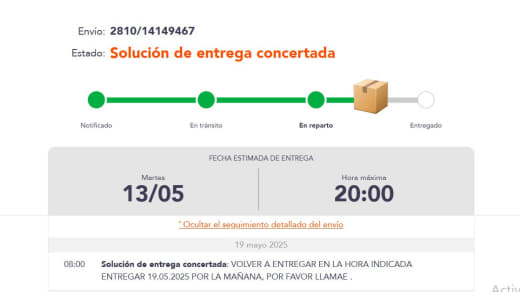 Envío: 2810/14149467
Estado: Solución de entrega concertada
Notificado
En tránsito
En reparto
Entregado
FECHA ESTIMADA DE ENTREGA
Martes
13/05
Hora máxima
20:00
ˆ Ocultar el seguimiento detallado del envío
19 mayo 2025
08:00 Solución de entrega concertada: VOLVER A ENTREGAR EN LA HORA INDICADA
ENTREGAR 19.05.2025 POR LA MAÑANA, POR FAVOR LLAMAE .